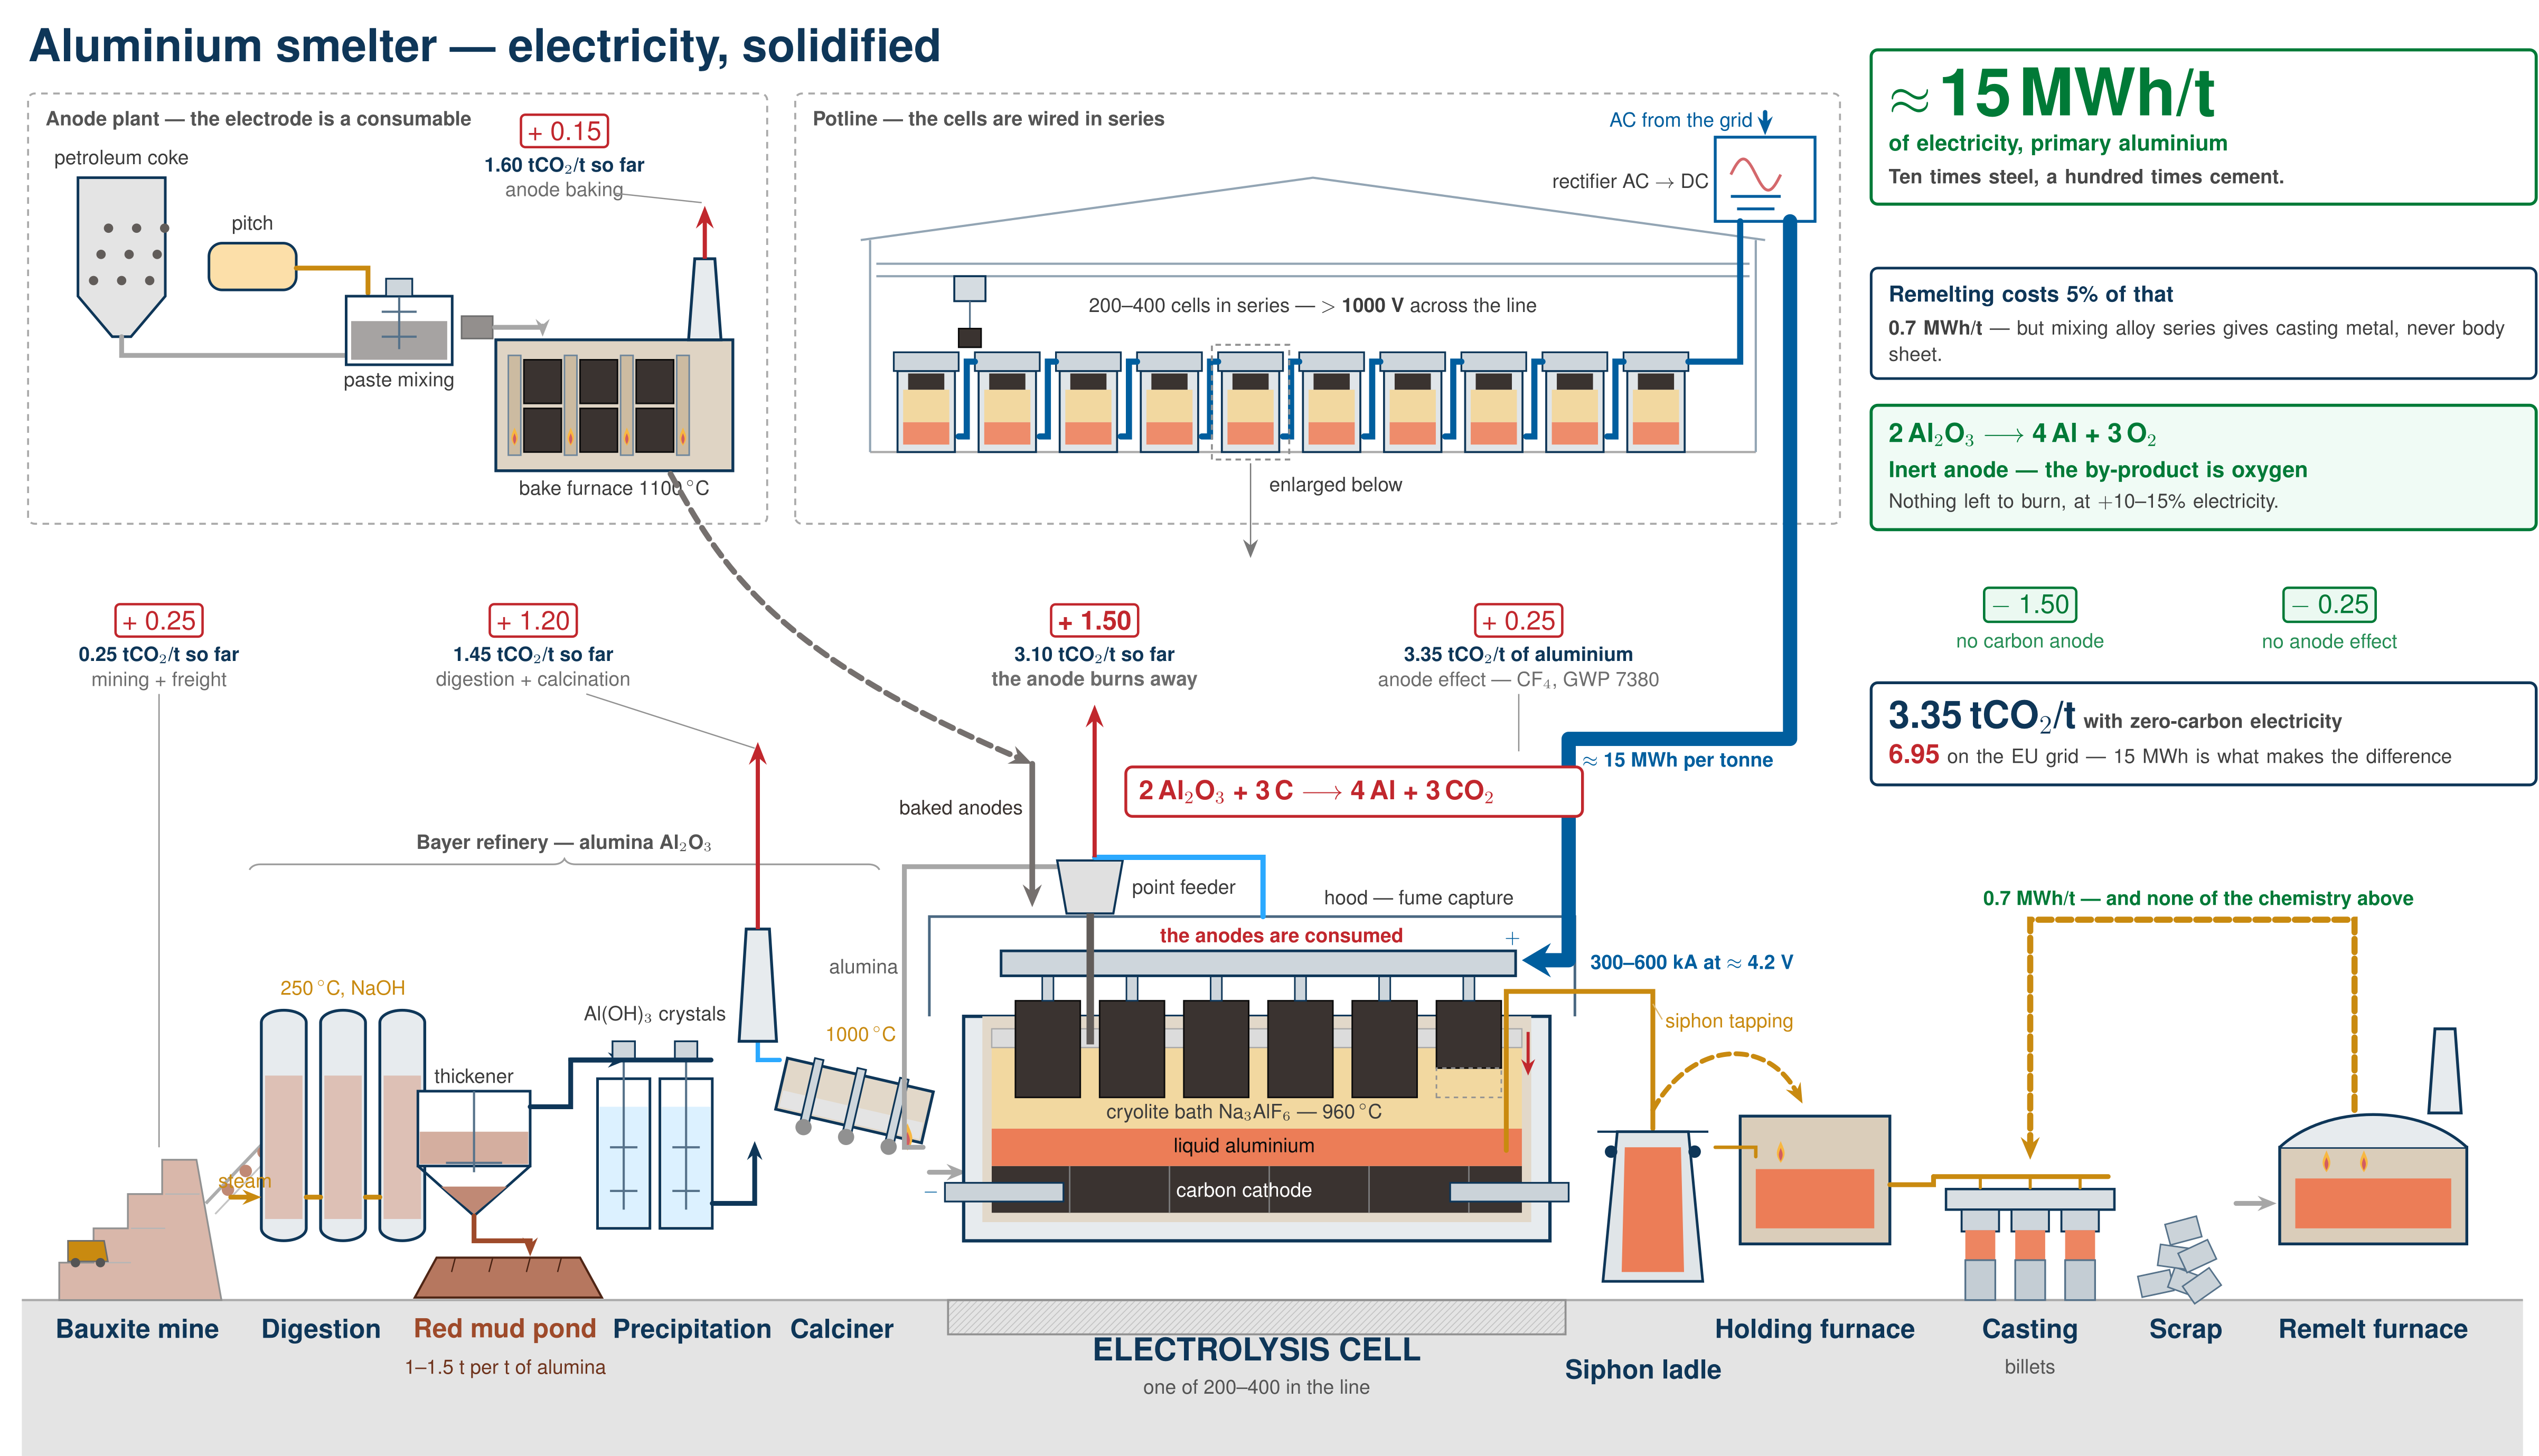 Aluminium smelter — electricity, solidified
Anode plant — the electrode is a consumable
+ 0.15
1.60 tCO₂/t so far
anode baking
petroleum coke
pitch
paste mixing
bake furnace 1100 °C
Potline — the cells are wired in series
AC from the grid
rectifier AC → DC
200–400 cells in series — > 1000 V across the line
enlarged below
≈ 15 MWh/t
of electricity, primary aluminium
Ten times steel, a hundred times cement.
Remelting costs 5% of that
0.7 MWh/t — but mixing alloy series gives casting metal, never body
sheet.
2 Al₂O₃ ⟶ 4 Al + 3 O₂
Inert anode — the by-product is oxygen
Nothing left to burn, at +10–15% electricity.
− 1.50
no carbon anode
− 0.25
no anode effect
3.35 tCO₂/t with zero-carbon electricity
6.95 on the EU grid — 15 MWh is what makes the difference
+ 0.25
0.25 tCO₂/t so far
mining + freight
+ 1.20
1.45 tCO₂/t so far
digestion + calcination
+ 1.50
3.10 tCO₂/t so far
the anode burns away
+ 0.25
3.35 tCO₂/t of aluminium
anode effect — CF₄, GWP 7380
≈ 15 MWh per tonne
2 Al₂O₃ + 3 C ⟶ 4 Al + 3 CO₂
baked anodes
Bayer refinery — alumina Al₂O₃
point feeder
hood — fume capture
the anodes are consumed
+
300–600 kA at ≈ 4.2 V
alumina
250 °C, NaOH
Al(OH)₃ crystals
1000 °C
thickener
steam
siphon tapping
cryolite bath Na₃AlF₆ — 960 °C
liquid aluminium
carbon cathode
−
0.7 MWh/t — and none of the chemistry above
Bauxite mine
Digestion
Red mud pond
1–1.5 t per t of alumina
Precipitation
Calciner
ELECTROLYSIS CELL
one of 200–400 in the line
Siphon ladle
Holding furnace
Casting
billets
Scrap
Remelt furnace